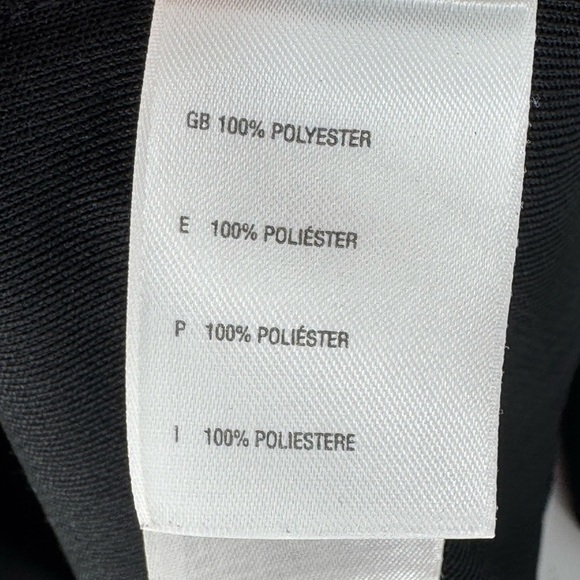 GB 100% POLYESTER
E 100% POLIÉSTER
P 100% POLIÉSTER
I 100% POLIESTERE